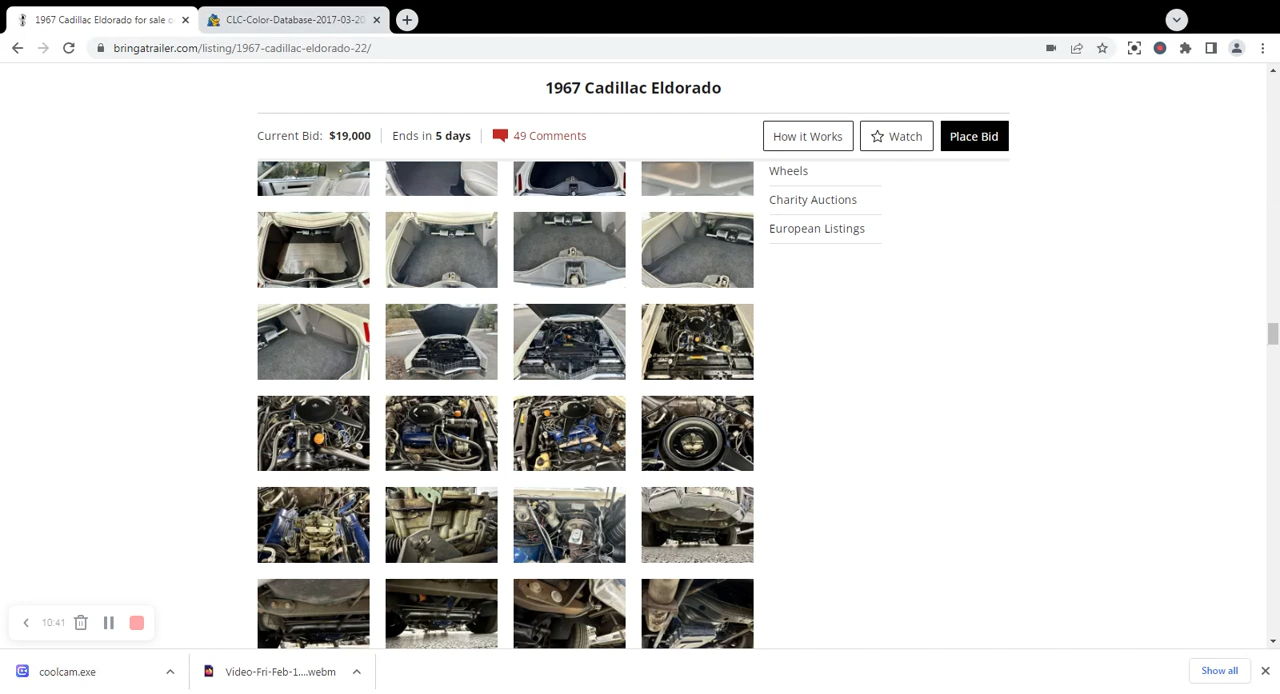 1967 Cadillac Eldorado for sale o
CLC-Color-Database-2017-03-20
bringatrailer.com/listing/1967-cadillac-eldorado-22/
1967 Cadillac Eldorado
Current Bid: $19,000 Ends in 5 days 49 Comments How it Works Watch Place Bid
Wheels
Charity Auctions
European Listings
10:41
coolcam.exe
Video-Fri-Feb-1....webm
Show all